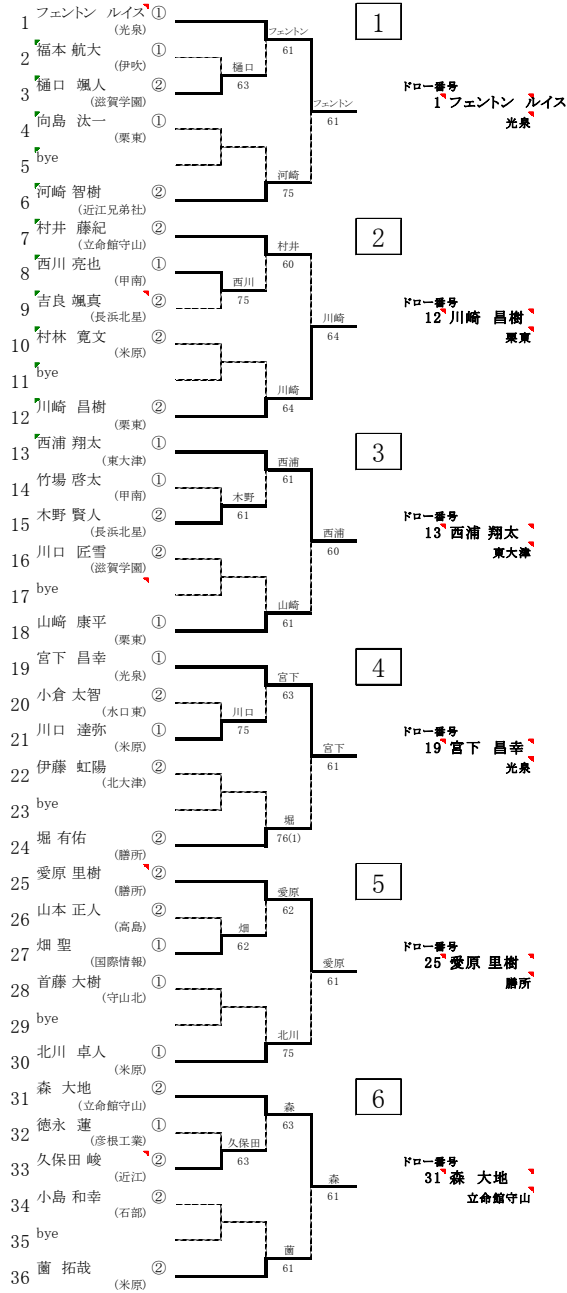 1 フェントン ルイス ①
(光泉)
2 福本 航大 ①
(伊吹)
3 樋口 颯人 ②
(滋賀学園)
4 向島 汰一 ①
(栗東)
5 bye
6 河崎 智樹 ②
(近江兄弟社)
フェントン
61
樋口
63
河崎
75
フェントン
61
1
ドロー番号
1 フェントン ルイス
光泉
7 村井 藤紀 ②
(立命館守山)
8 西川 亮也 ①
(甲南)
9 吉良 颯真 ②
(長浜北星)
10 村林 寛文 ②
(米原)
11 bye
12 川崎 昌樹 ②
(栗東)
村井
60
西川
75
川崎
64
川崎
64
2
ドロー番号
12 川崎 昌樹
栗東
13 西浦 翔太 ①
(東大津)
14 竹場 啓太 ①
(甲南)
15 木野 賢人 ②
(長浜北星)
16 川口 匠雪 ②
(滋賀学園)
17 bye
18 山﨑 康平 ①
(栗東)
西浦
61
木野
61
山﨑
61
西浦
60
3
ドロー番号
13 西浦 翔太
東大津
19 宮下 昌幸 ①
(光泉)
20 小倉 太智 ②
(水口東)
21 川口 達弥 ①
(米原)
22 伊藤 虹陽 ②
(北大津)
23 bye
24 堀 有佑 ②
(膳所)
宮下
63
川口
75
堀
76(1)
宮下
61
4
ドロー番号
19 宮下 昌幸
光泉
25 愛原 里樹 ②
(膳所)
26 山本 正人 ②
(高島)
27 畑 聖 ①
(国際情報)
28 首藤 大樹 ①
(守山北)
29 bye
30 北川 卓人 ①
(米原)
愛原
62
畑
62
北川
75
愛原
61
5
ドロー番号
25 愛原 里樹
膳所
31 森 大地 ②
(立命館守山)
32 徳永 蓮 ①
(彦根工業)
33 久保田 崚 ②
(近江)
34 小島 和幸 ②
(石部)
35 bye
36 薗 拓哉 ②
(米原)
森
63
久保田
63
薗
61
森
61
6
ドロー番号
31 森 大地
立命館守山